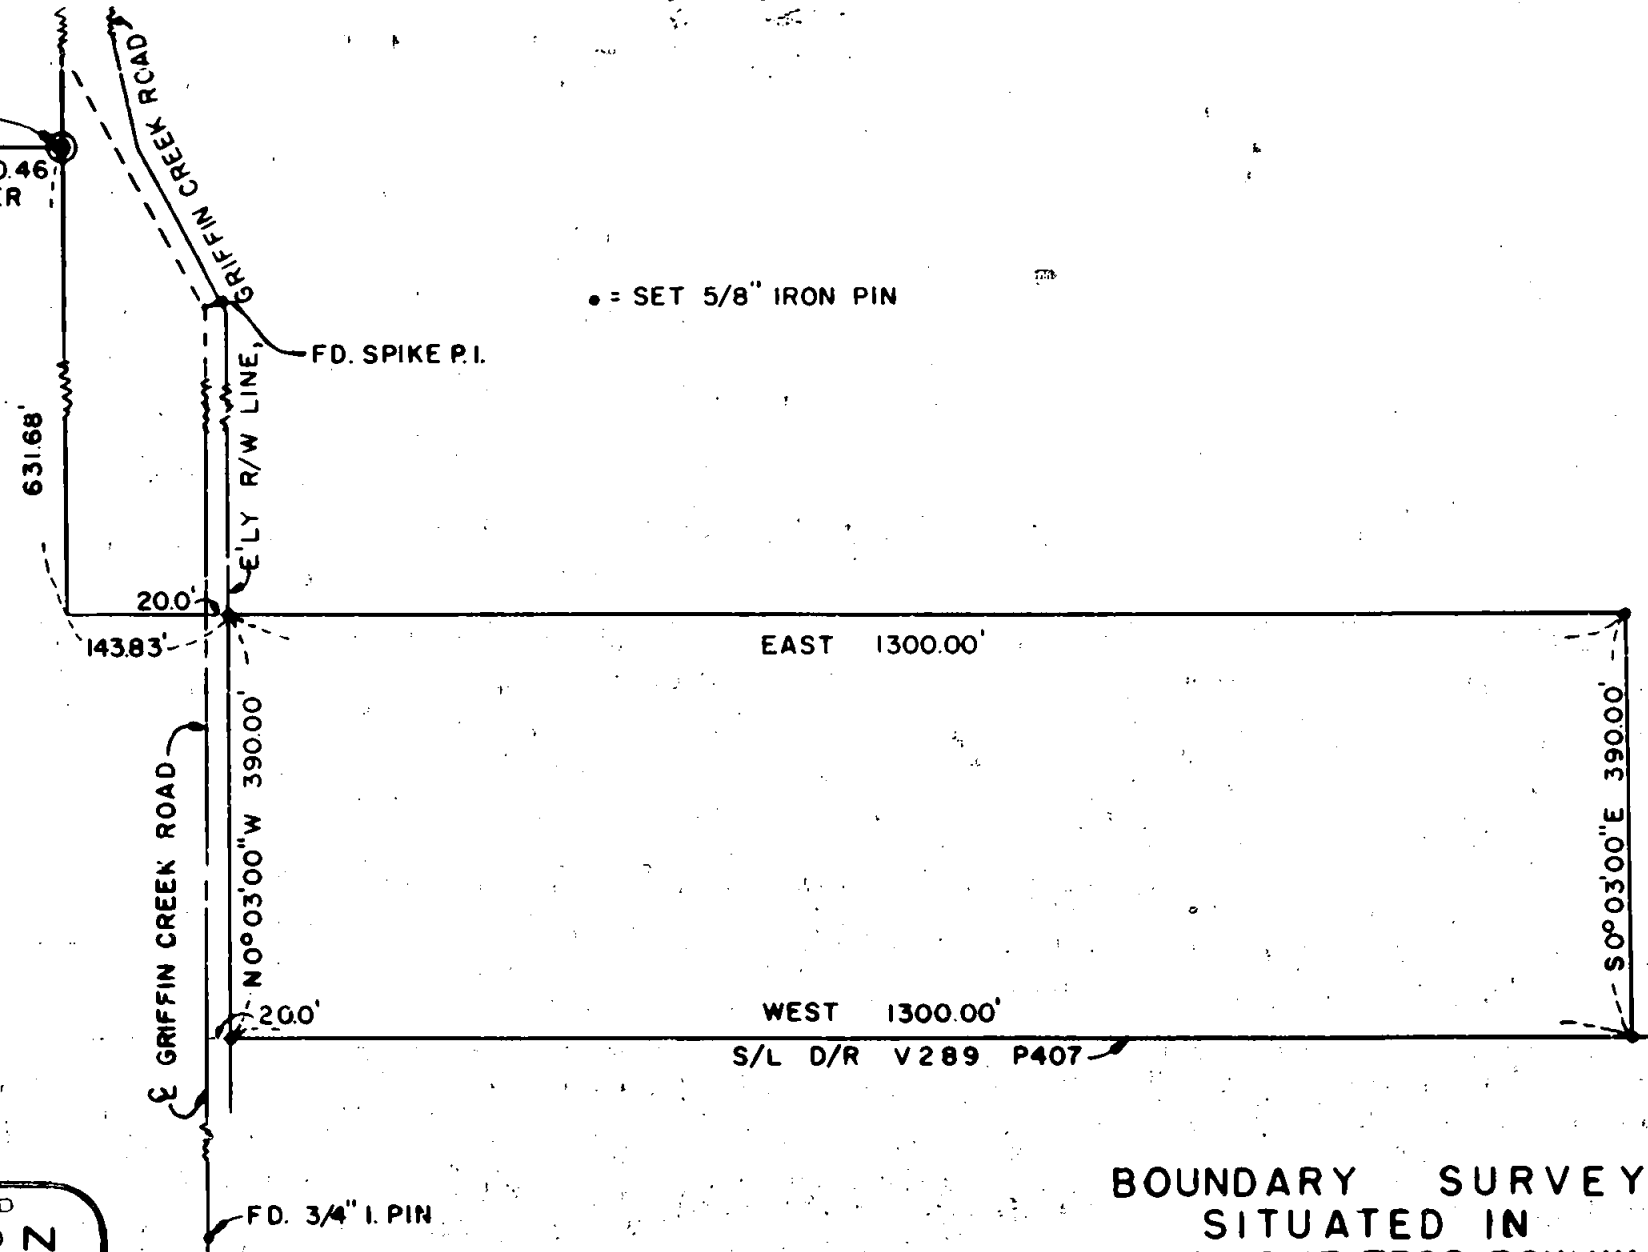 GRIFFIN CREEK ROAD
0.46
ER
• = SET 5/8" IRON PIN
FD. SPIKE P.I.
E'LY R/W LINE,
631.68'
20.0'
143.83'
EAST 1300.00'
N0°03'00"W 390.00'
S0°03'00"E 390.00'
℄ GRIFFIN CREEK ROAD
20.0'
WEST 1300.00'
S/L D/R V289 P407
FD. 3/4" I. PIN
BOUNDARY SURVEY
SITUATED IN